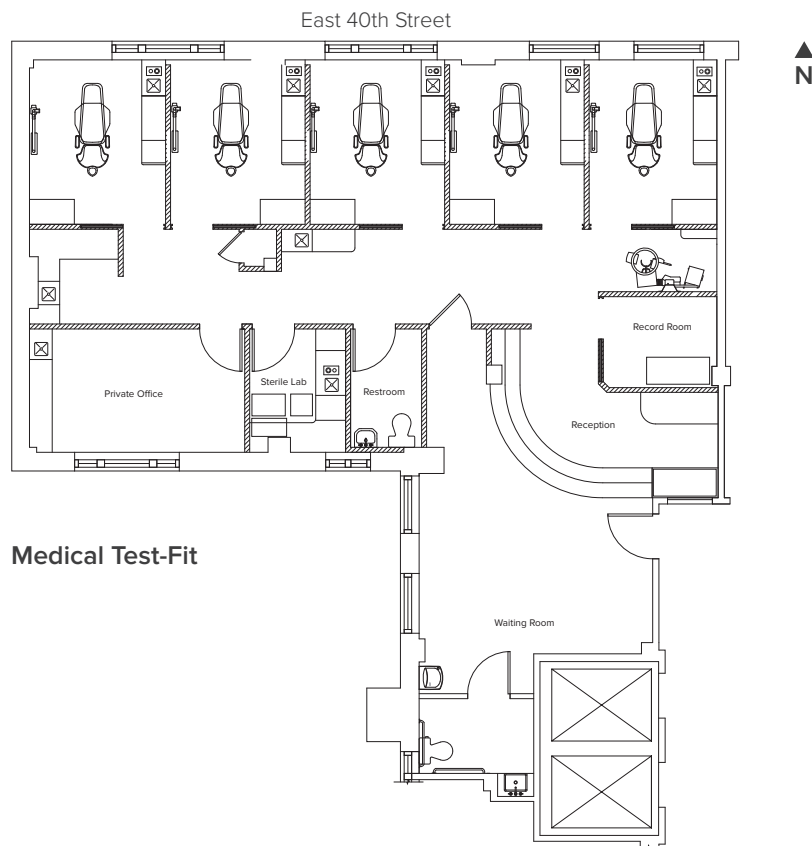 East 40th Street
N
Record Room
Private Office
Sterile Lab
Restroom
Reception
Medical Test-Fit
Waiting Room